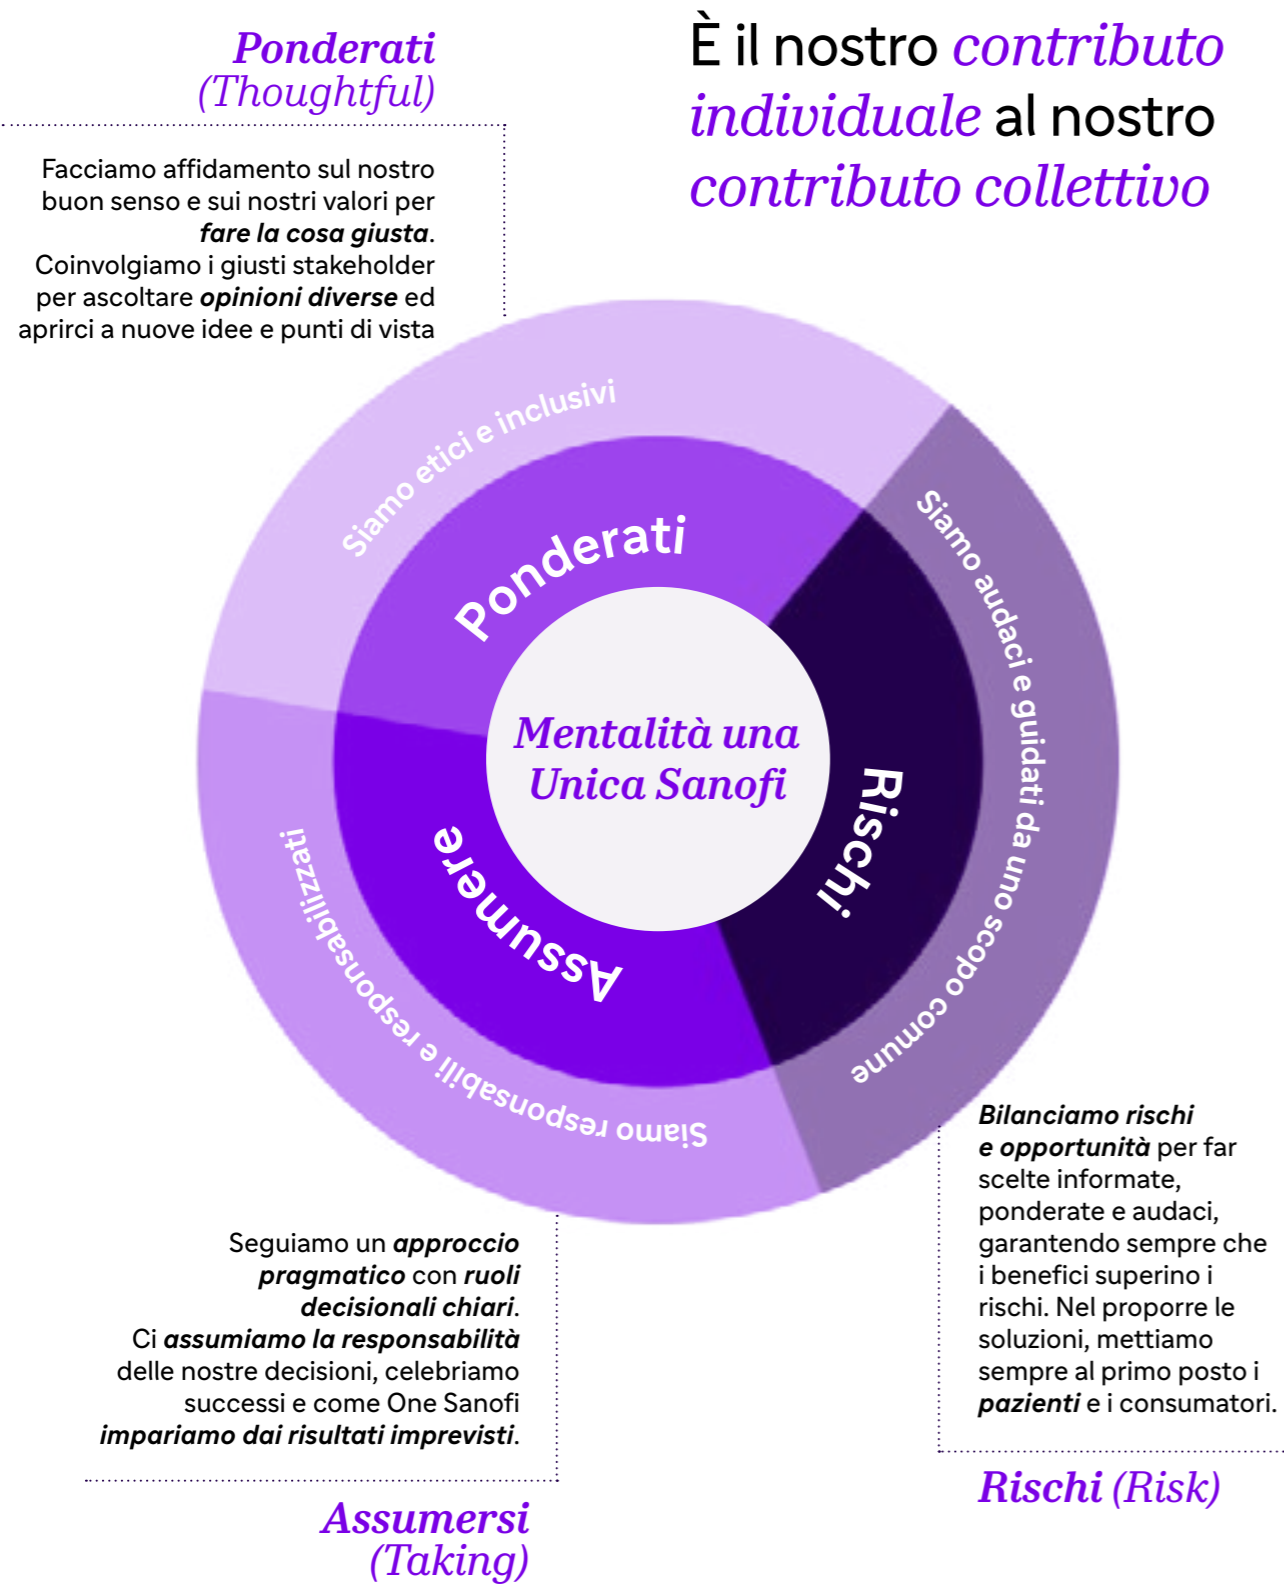 Ponderati
(Thoughtful)
È il nostro contributo
individuale al nostro
contributo collettivo
Facciamo affidamento sul nostro
buon senso e sui nostri valori per
fare la cosa giusta.
Coinvolgiamo i giusti stakeholder
per ascoltare opinioni diverse ed
aprirci a nuove idee e punti di vista
Siamo etici e inclusivi
Ponderati
Siamo audaci e guidati da uno scopo comune
Rischi
Mentalità una
Unica Sanofi
Assumere
Siamo responsabili e responsabilizzati
Bilanciamo rischi
e opportunità per far
scelte informate,
ponderate e audaci,
garantendo sempre che
i benefici superino i
rischi. Nel proporre le
soluzioni, mettiamo
sempre al primo posto i
pazienti e i consumatori.
Rischi (Risk)
Seguiamo un approccio
pragmatico con ruoli
decisionali chiari.
Ci assumiamo la responsabilità
delle nostre decisioni, celebriamo
successi e come One Sanofi
impariamo dai risultati imprevisti.
Assumersi
(Taking)